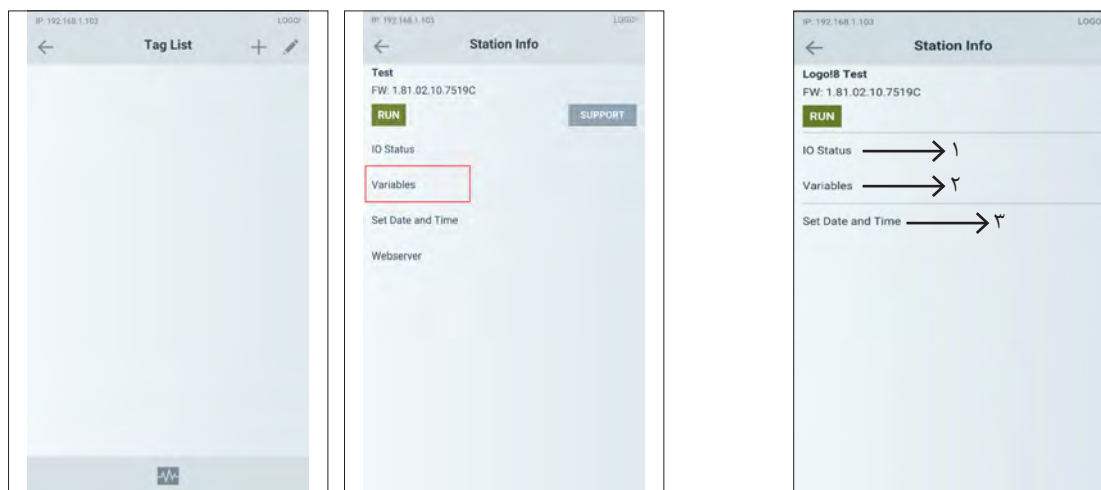 IP: 192.168.1.103 LOGO!
Tag List
IP: 192.168.1.103 LOGO!
Station Info
Test
FW: 1.81.02.10.7519C
RUN SUPPORT
IO Status
Variables
Set Date and Time
Webserver
IP: 192.168.1.103 LOGO
Station Info
Logo!8 Test
FW: 1.81.02.10.7519C
RUN
IO Status ۱
Variables ۲
Set Date and Time ۳